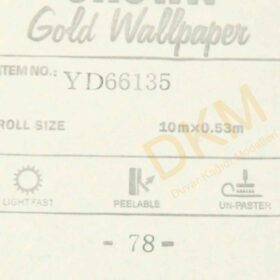 CROWN
Gold Wallpaper
ITEM NO.: YD66135
ROLL SIZE 10m×0.53m
DKM
Duvar Kağıdı Modelleri
LIGHT FAST PEELABLE UN-PASTER
- 78 -